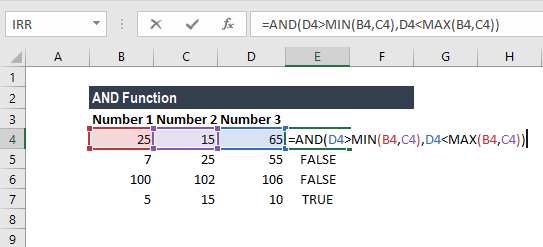 IRR fx =AND(D4>MIN(B4,C4),D4<MAX(B4,C4))
A B C D E F G H
1
2 AND Function
3 Number 1 Number 2 Number 3
4 25 15 65 =AND(D4>MIN(B4,C4),D4<MAX(B4,C4))
5 7 25 55 FALSE
6 100 102 106 FALSE
7 5 15 10 TRUE
8
9